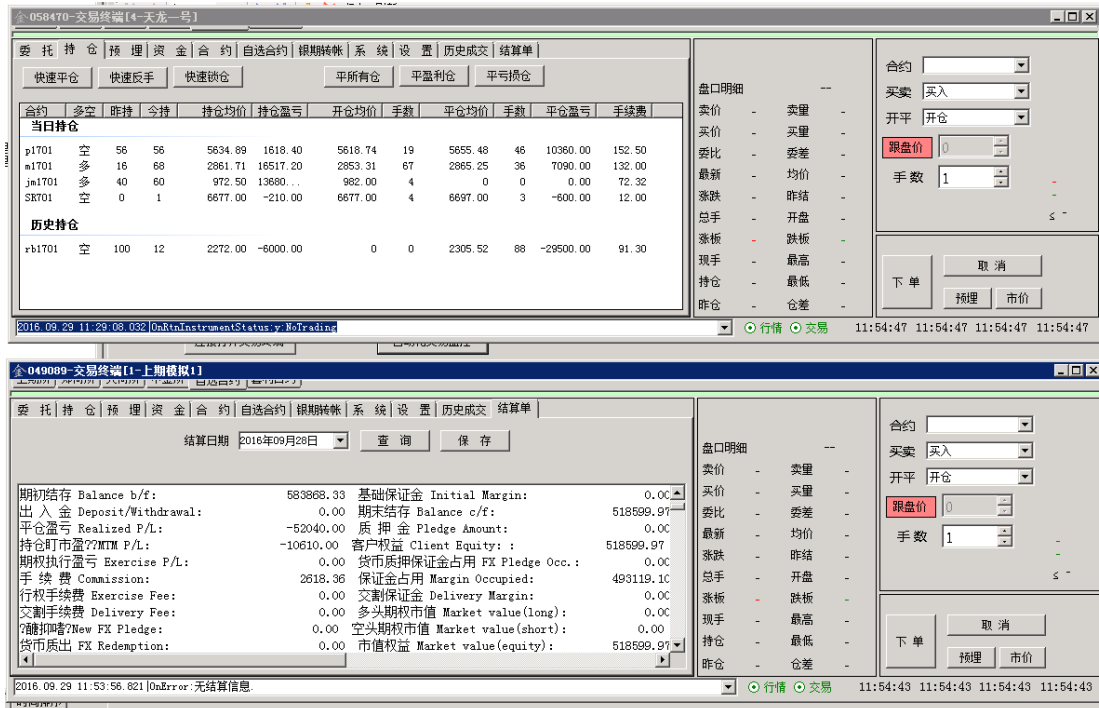 金-058470-交易终端[4-天龙一号]
委 托 持 仓 预 埋 资 金 合 约 自选合约 银期转帐 系 统 设 置 历史成交 结算单
快速平仓 快速反手 快速锁仓 平所有仓 平盈利仓 平亏损仓
合约 多空 昨持 今持 持仓均价 持仓盈亏 开仓均价 手数 平仓均价 手数 平仓盈亏 手续费
当日持仓
p1701 空 56 56 5634.89 1618.40 5618.74 19 5655.48 46 10360.00 152.50
m1701 多 16 68 2861.71 16517.20 2853.31 67 2865.25 36 7090.00 132.00
jm1701 多 40 60 972.50 13680... 982.00 4 0 0 0.00 72.32
SR701 空 0 1 6677.00 -210.00 6677.00 4 6697.00 3 -600.00 12.00
历史持仓
rb1701 空 100 12 2272.00 -6000.00 0 0 2305.52 88 -29500.00 91.30
盘口明细 --
卖价 - 卖量 -
买价 - 买量 -
委比 - 委差 -
最新 - 均价 -
涨跌 - 昨结 -
总手 - 开盘 -
涨板 - 跌板 -
现手 - 最高 -
持仓 - 最低 -
昨仓 - 仓差 -
合约
买卖 买入
开平 开仓
跟盘价 0
手数 1 -
-
≤ -
下单 取消
预埋 市价
2016.09.29 11:29:08.032|OnRtnInstrumentStatus:y:NoTrading 行情 交易 11:54:47 11:54:47 11:54:47 11:54:47
金-049089-交易终端[1-上期模拟1]
委 托 持 仓 预 埋 资 金 合 约 自选合约 银期转帐 系 统 设 置 历史成交 结算单
结算日期 2016年09月28日 查 询 保 存
期初结存 Balance b/f: 583868.33 基础保证金 Initial Margin: 0.00
出 入 金 Deposit/Withdrawal: 0.00 期末结存 Balance c/f: 518599.97
平仓盈亏 Realized P/L: -52040.00 质 押 金 Pledge Amount: 0.00
持仓盯市盈??MTM P/L: -10610.00 客户权益 Client Equity: : 518599.97
期权执行盈亏 Exercise P/L: 0.00 货币质押保证金占用 FX Pledge Occ.: 0.00
手 续 费 Commission: 2618.36 保证金占用 Margin Occupied: 493119.10
行权手续费 Exercise Fee: 0.00 交割保证金 Delivery Margin: 0.00
交割手续费 Delivery Fee: 0.00 多头期权市值 Market value(long): 0.00
New FX Pledge: 0.00 空头期权市值 Market value(short): 0.00
货币质出 FX Redemption: 0.00 市值权益 Market value(equity): 518599.97
盘口明细 --
卖价 - 卖量 -
买价 - 买量 -
委比 - 委差 -
最新 - 均价 -
涨跌 - 昨结 -
总手 - 开盘 -
涨板 - 跌板 -
现手 - 最高 -
持仓 - 最低 -
昨仓 - 仓差 -
合约
买卖 买入
开平 开仓
跟盘价 0
手数 1 -
-
≤ -
下单 取消
预埋 市价
2016.09.29 11:53:56.821|OnError:无结算信息. 行情 交易 11:54:43 11:54:43 11:54:43 11:54:43